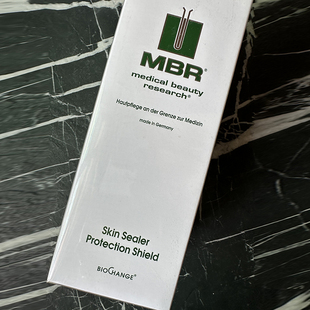 MBR®
medical beauty
research®
Hautpflege an der Grenze zur Medizin
made in Germany
Skin Sealer
Protection Shield
BIOCHANGE®